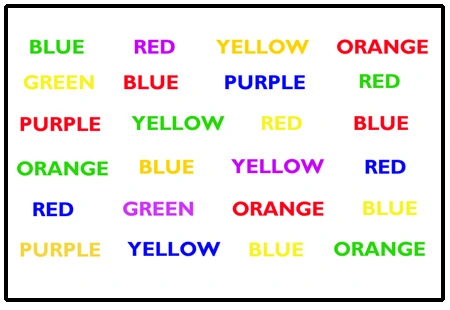 BLUE RED YELLOW ORANGE
GREEN BLUE PURPLE RED
PURPLE YELLOW RED BLUE
ORANGE BLUE YELLOW RED
RED GREEN ORANGE BLUE
PURPLE YELLOW BLUE ORANGE